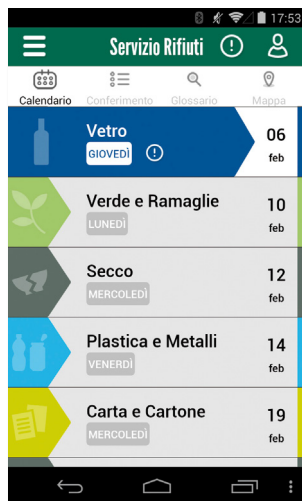 17:53
Servizio Rifiuti
Calendario Conferimento Glossario Mappa
Vetro
GIOVEDÌ
06
feb
Verde e Ramaglie
LUNEDÌ
10
feb
Secco
MERCOLEDÌ
12
feb
Plastica e Metalli
VENERDÌ
14
feb
Carta e Cartone
MERCOLEDÌ
19
feb